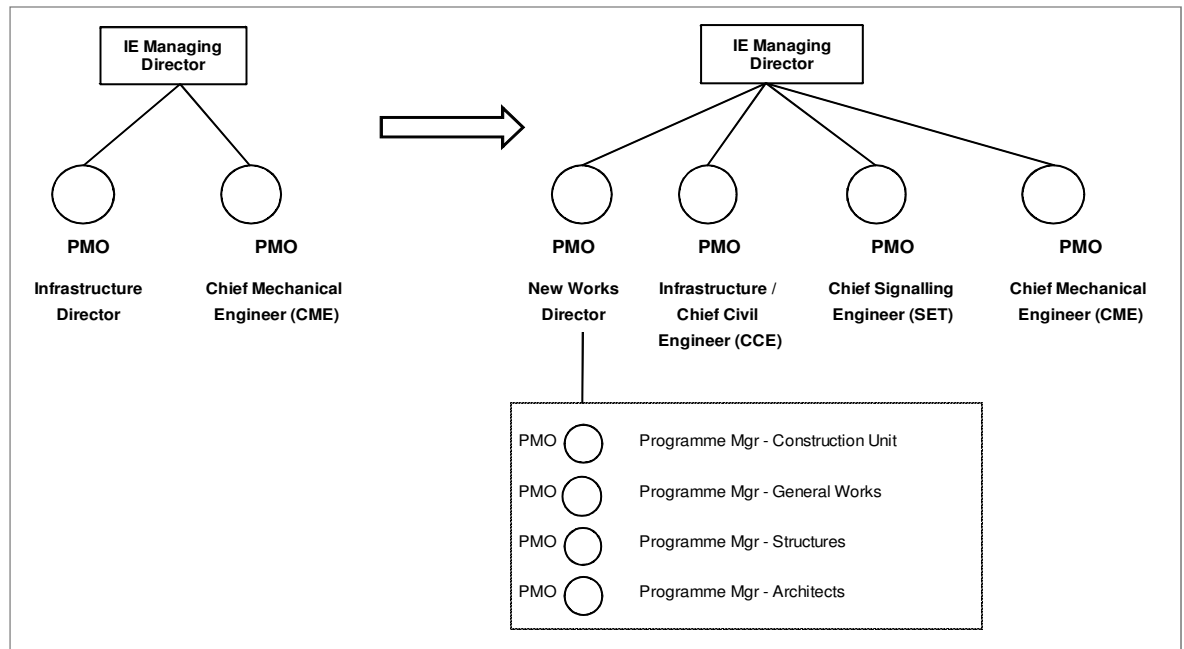 IE Managing
Director
PMO
Infrastructure
Director
PMO
Chief Mechanical
Engineer (CME)
IE Managing
Director
PMO
New Works
Director
PMO
Infrastructure /
Chief Civil
Engineer (CCE)
PMO
Chief Signalling
Engineer (SET)
PMO
Chief Mechanical
Engineer (CME)
PMO Programme Mgr - Construction Unit
PMO Programme Mgr - General Works
PMO Programme Mgr - Structures
PMO Programme Mgr - Architects